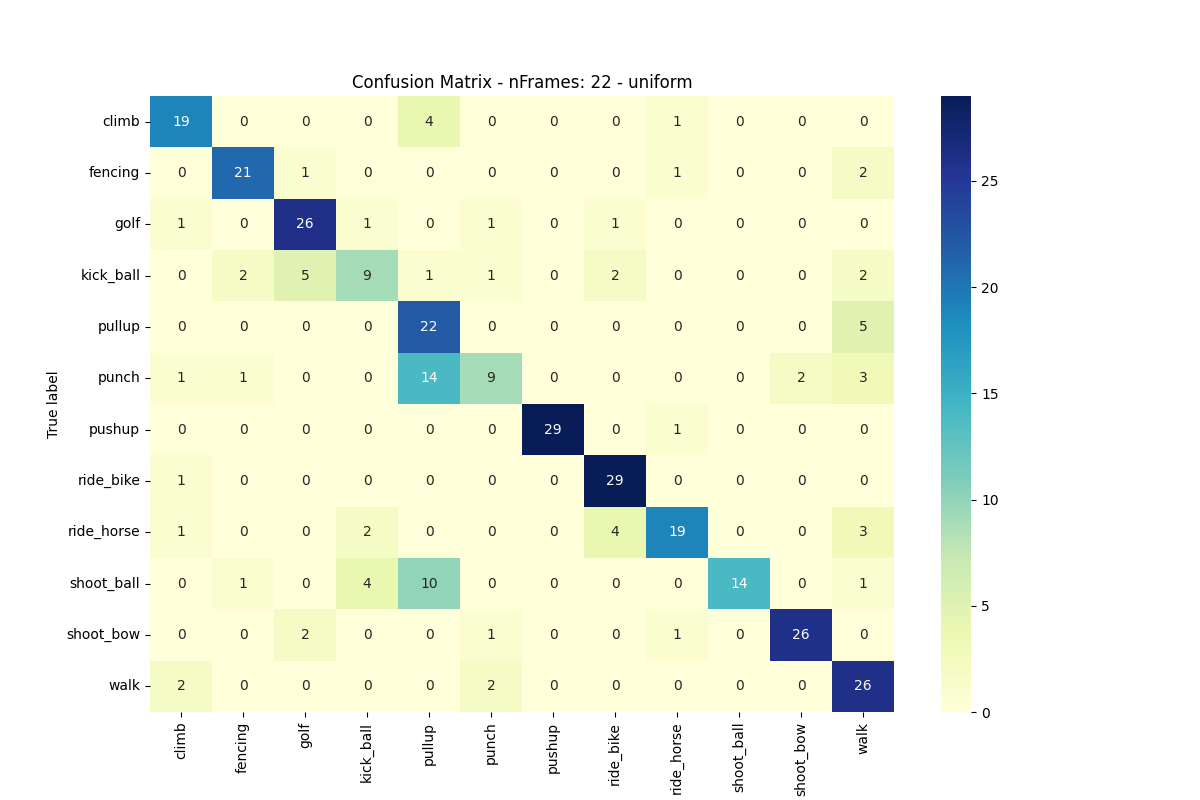 Confusion Matrix - nFrames: 22 - uniform
climb 19 0 0 0 4 0 0 0 1 0 0 0
fencing 0 21 1 0 0 0 0 0 1 0 0 2
golf 1 0 26 1 0 1 0 1 0 0 0 0
kick_ball 0 2 5 9 1 1 0 2 0 0 0 2
pullup 0 0 0 0 22 0 0 0 0 0 0 5
punch 1 1 0 0 14 9 0 0 0 0 2 3
pushup 0 0 0 0 0 0 29 0 1 0 0 0
ride_bike 1 0 0 0 0 0 0 29 0 0 0 0
ride_horse 1 0 0 2 0 0 0 4 19 0 0 3
shoot_ball 0 1 0 4 10 0 0 0 0 14 0 1
shoot_bow 0 0 2 0 0 1 0 0 1 0 26 0
walk 2 0 0 0 0 2 0 0 0 0 0 26
True label
climb fencing golf kick_ball pullup punch pushup ride_bike ride_horse shoot_ball shoot_bow walk
25
20
15
10
5
0